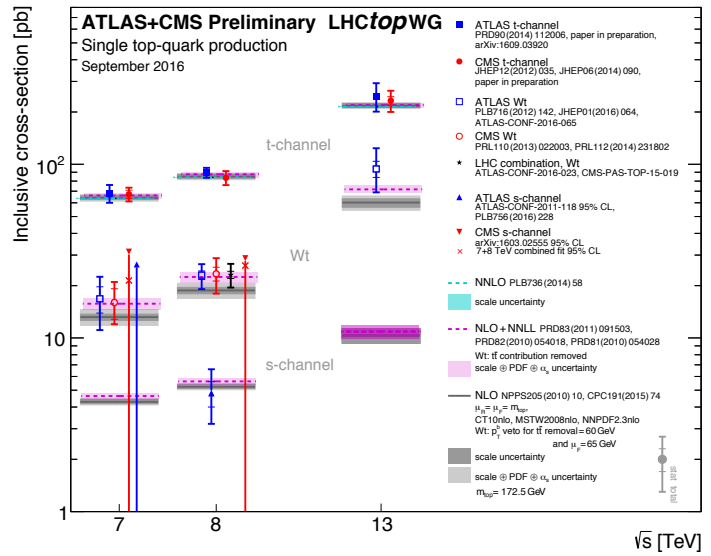 ATLAS+CMS Preliminary LHCtopWG
Single top-quark production
September 2016
Inclusive cross-section [pb]
10²
10
1
t-channel
Wt
s-channel
7
8
13
√s [TeV]
ATLAS t-channel
PRD90(2014) 112006, paper in preparation,
arXiv:1609.03920
CMS t-channel
JHEP12(2012) 035, JHEP06(2014) 090,
paper in preparation
ATLAS Wt
PLB716(2012) 142, JHEP01(2016) 064,
ATLAS-CONF-2016-065
CMS Wt
PRL110(2013) 022003, PRL112(2014) 231802
LHC combination, Wt
ATLAS-CONF-2016-023, CMS-PAS-TOP-15-019
ATLAS s-channel
ATLAS-CONF-2011-118 95% CL,
PLB756(2016) 228
CMS s-channel
arXiv:1603.02555 95% CL
7+8 TeV combined fit 95% CL
NNLO PLB736(2014) 58
scale uncertainty
NLO+NNLL PRD83(2011) 091503,
PRD82(2010) 054018, PRD81(2010) 054028
Wt: tt̄ contribution removed
scale ⊕ PDF ⊕ αs uncertainty
NLO NPPS205(2010) 10, CPC191(2015) 74
μR = μF = mtop,
CT10nlo, MSTW2008nlo, NNPDF2.3nlo
Wt: pTb veto for tt̄ removal=60GeV
and μF=65GeV
scale uncertainty
scale ⊕ PDF ⊕ αs uncertainty
mtop=172.5GeV
stat total